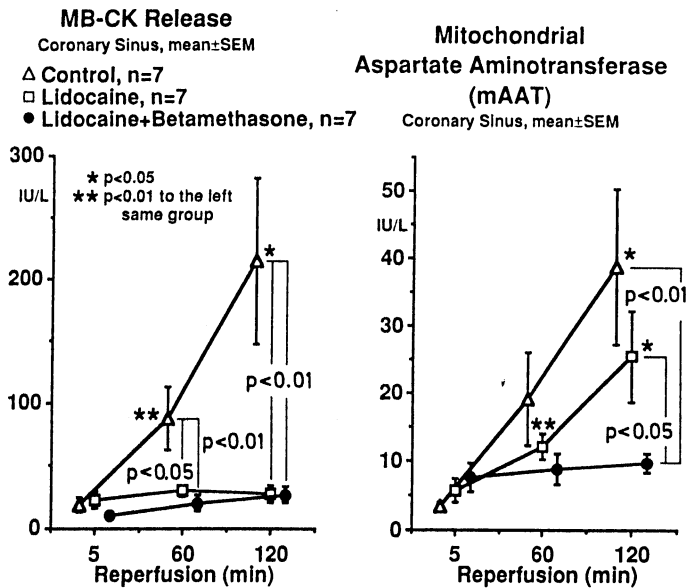 MB-CK Release
Coronary Sinus, mean±SEM
△ Control, n=7
□ Lidocaine, n=7
● Lidocaine+Betamethasone, n=7
300
IU/L
200
100
0
* p<0.05
** p<0.01 to the left
same group
*
**
p<0.01
p<0.01
p<0.05
5 60 120
Reperfusion (min)
Mitochondrial
Aspartate Aminotransferase
(mAAT)
Coronary Sinus, mean±SEM
50
IU/L
40
30
20
10
0
*
p<0.01
*
**
p<0.05
5 60 120
Reperfusion (min)